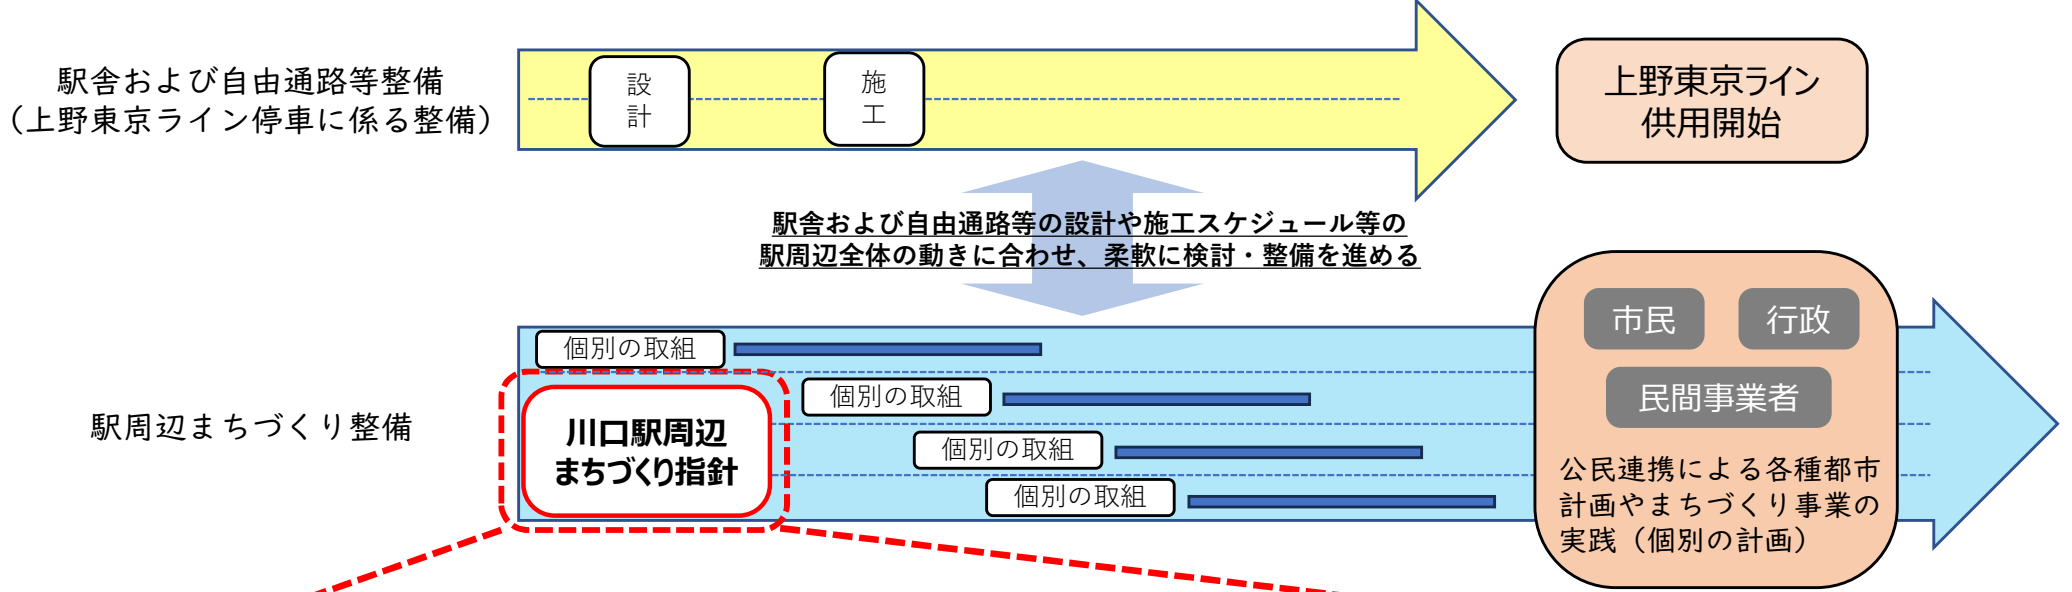 駅舎および自由通路等整備
（上野東京ライン停車に係る整備）
設
計
施
工
上野東京ライン
供用開始
駅舎および自由通路等の設計や施工スケジュール等の
駅周辺全体の動きに合わせ、柔軟に検討・整備を進める
駅周辺まちづくり整備
個別の取組
川口駅周辺
まちづくり指針
個別の取組
個別の取組
個別の取組
市民
行政
民間事業者
公民連携による各種都市
計画やまちづくり事業の
実践（個別の計画）